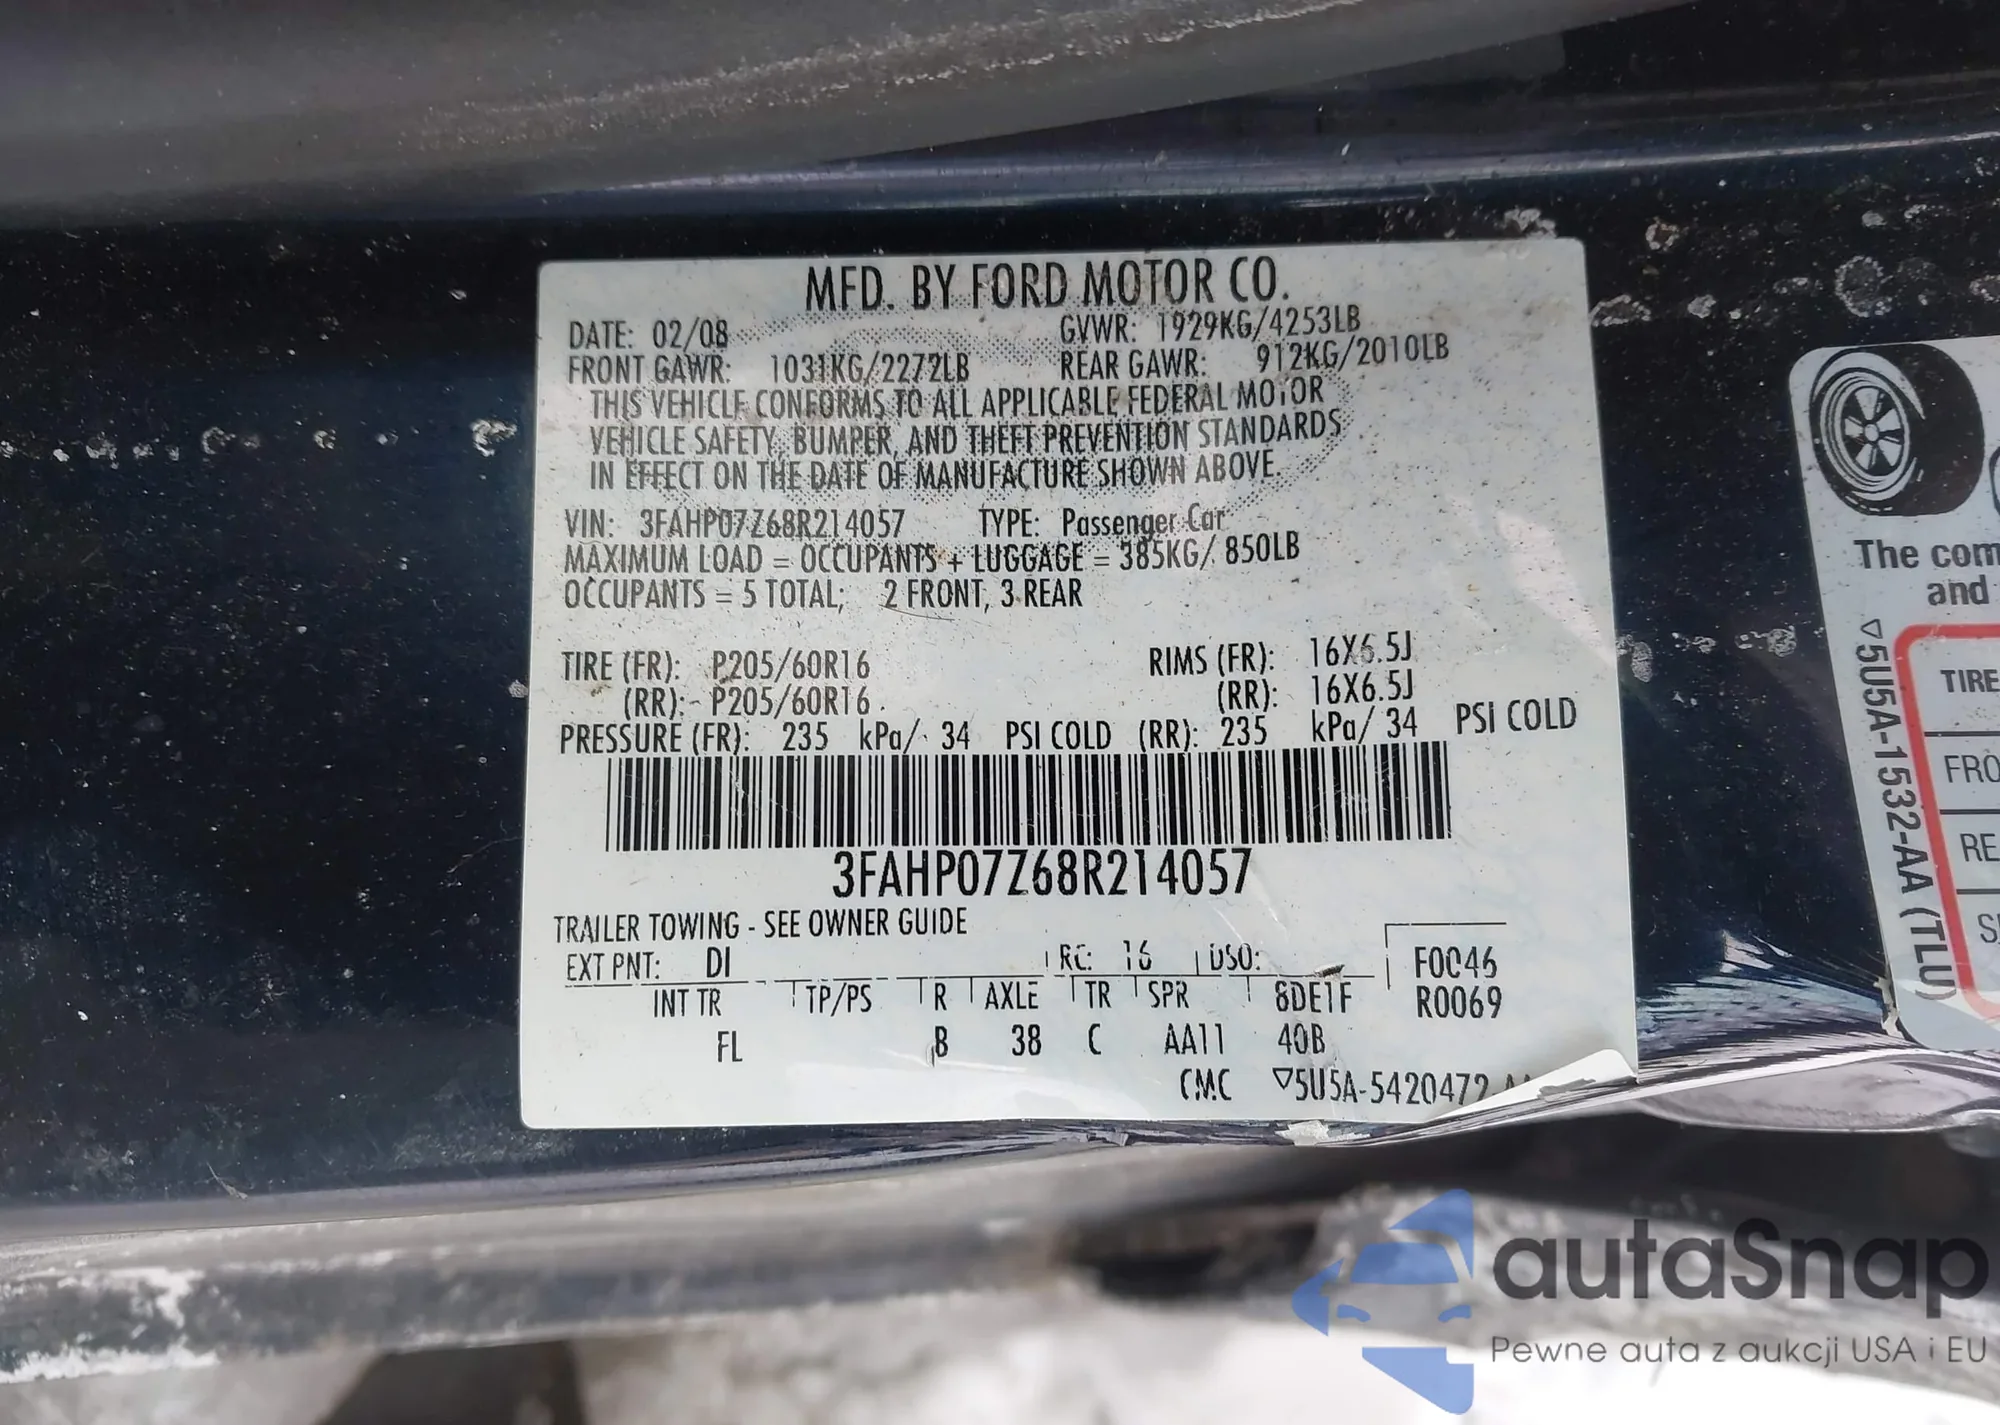 MFD. BY FORD MOTOR CO.
DATE: 02/08 GVWR: 1929KG/4253LB
FRONT GAWR: 1031KG/2272LB REAR GAWR: 912KG/2010LB
THIS VEHICLE CONFORMS TO ALL APPLICABLE FEDERAL MOTOR
VEHICLE SAFETY, BUMPER, AND THEFT PREVENTION STANDARDS
IN EFFECT ON THE DATE OF MANUFACTURE SHOWN ABOVE.
VIN: 3FAHP07Z68R214057 TYPE: Passenger Car
MAXIMUM LOAD = OCCUPANTS + LUGGAGE = 385KG/ 850LB
OCCUPANTS = 5 TOTAL; 2 FRONT, 3 REAR
TIRE (FR): P205/60R16 RIMS (FR): 16X6.5J
(RR): P205/60R16 (RR): 16X6.5J
PRESSURE (FR): 235 kPa/ 34 PSI COLD (RR): 235 kPa/ 34 PSI COLD
3FAHP07Z68R214057
TRAILER TOWING - SEE OWNER GUIDE
EXT PNT: DI RC: 16 DSO: F0046
INT TR TP/PS R AXLE TR SPR 8DE1F R0069
FL B 38 C AA11 40B
CMC ▽5U5A-5420472
The com
and
▽5U5A-1532-AA (TLU)
TIRE
FRO
RE
autaSnap
Pewne auta z aukcji USA i EU